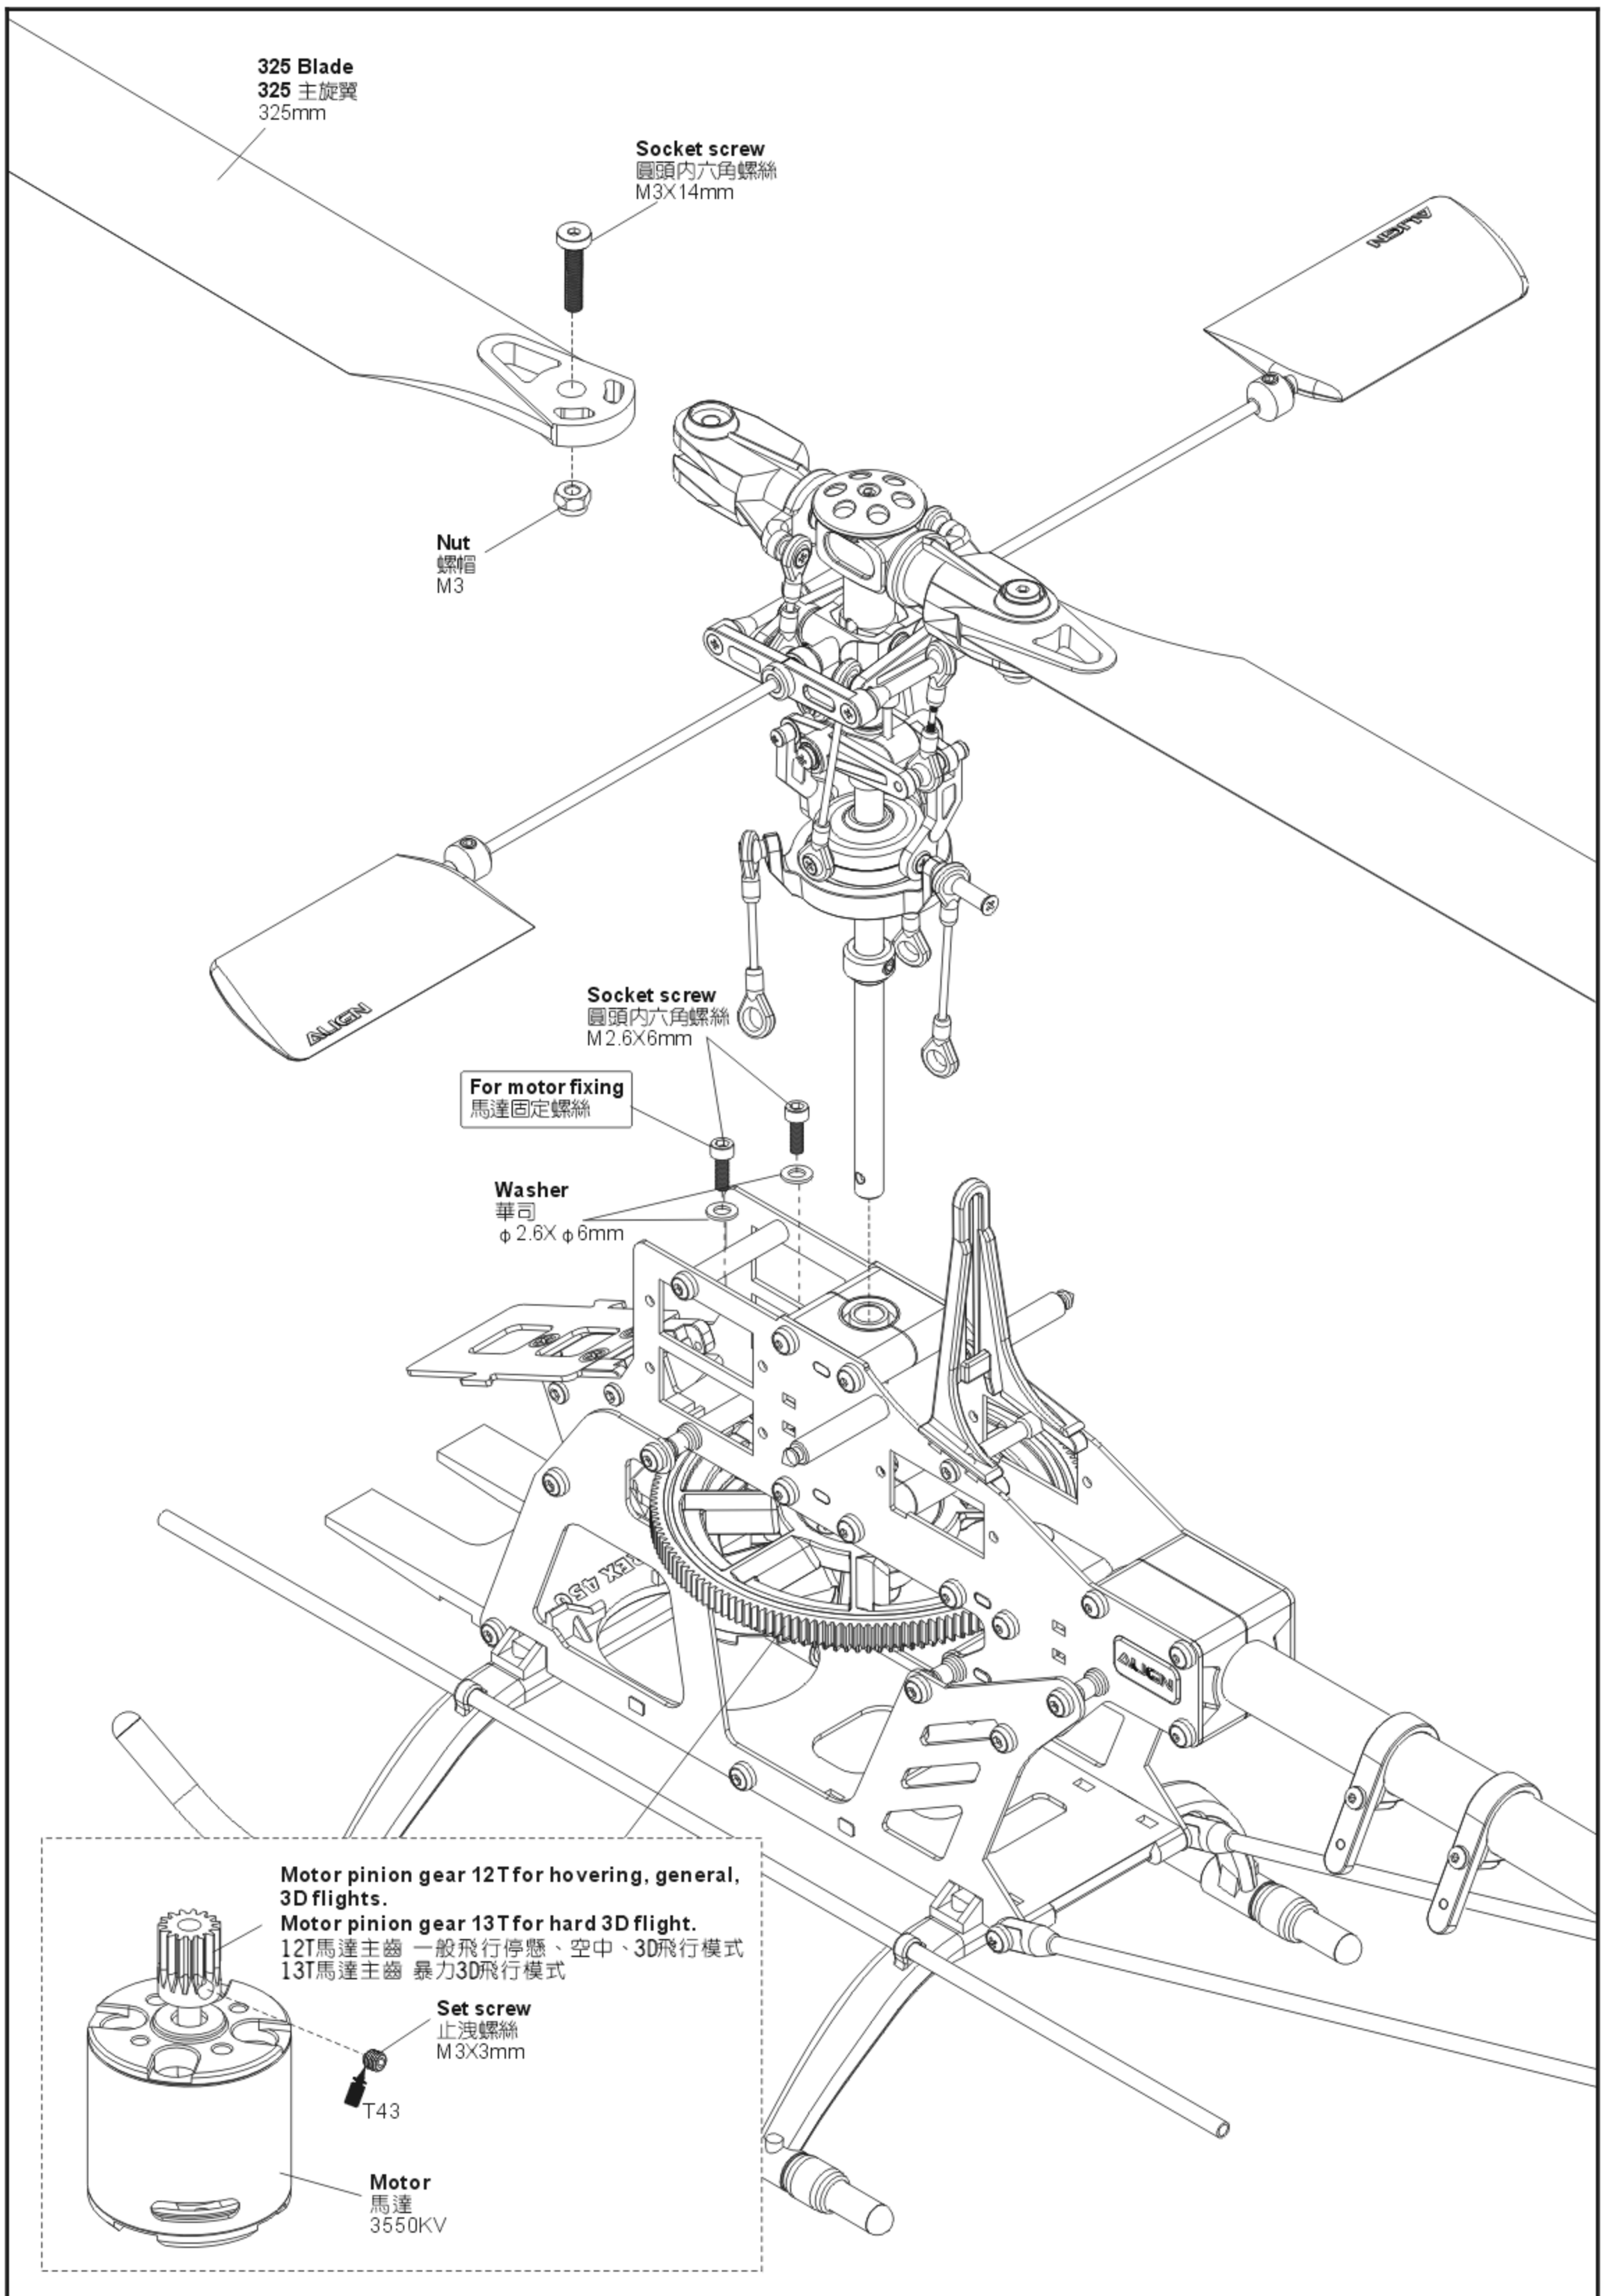 325 Blade
325 主旋翼
325mm
Socket screw
圓頭內六角螺絲
M3X14mm
ALIGN
Nut
螺帽
M3
ALIGN
Socket screw
圓頭內六角螺絲
M2.6X6mm
For motor fixing
馬達固定螺絲
Washer
華司
φ2.6X φ6mm
REX 450
ALIGN
Motor pinion gear 12T for hovering, general,
3D flights.
Motor pinion gear 13T for hard 3D flight.
12T馬達主齒 一般飛行停懸、空中、3D飛行模式
13T馬達主齒 暴力3D飛行模式
Set screw
止洩螺絲
M3X3mm
T43
Motor
馬達
3550KV